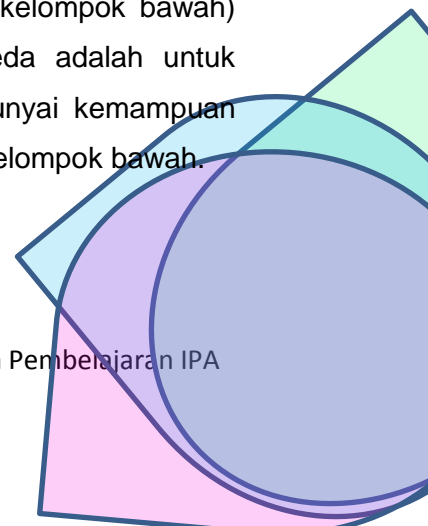 kelompok bawah)
eda adalah untuk
unyai kemampuan
elompok bawah.
Pembelajaran IPA